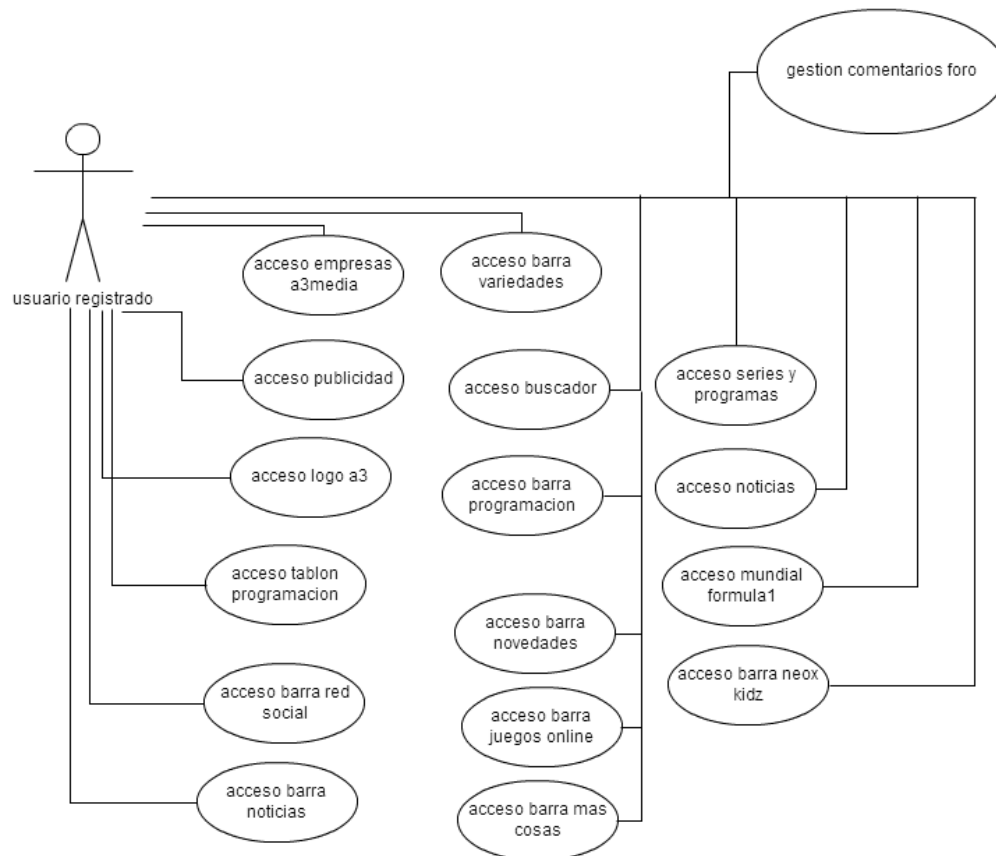 gestion comentarios foro
usuario registrado
acceso empresas
a3media
acceso barra
variedades
acceso publicidad
acceso buscador
acceso series y
programas
acceso logo a3
acceso barra
programacion
acceso noticias
acceso tablon
programacion
acceso mundial
formula1
acceso barra
novedades
acceso barra neox
kidz
acceso barra red
social
acceso barra
juegos online
acceso barra
noticias
acceso barra mas
cosas